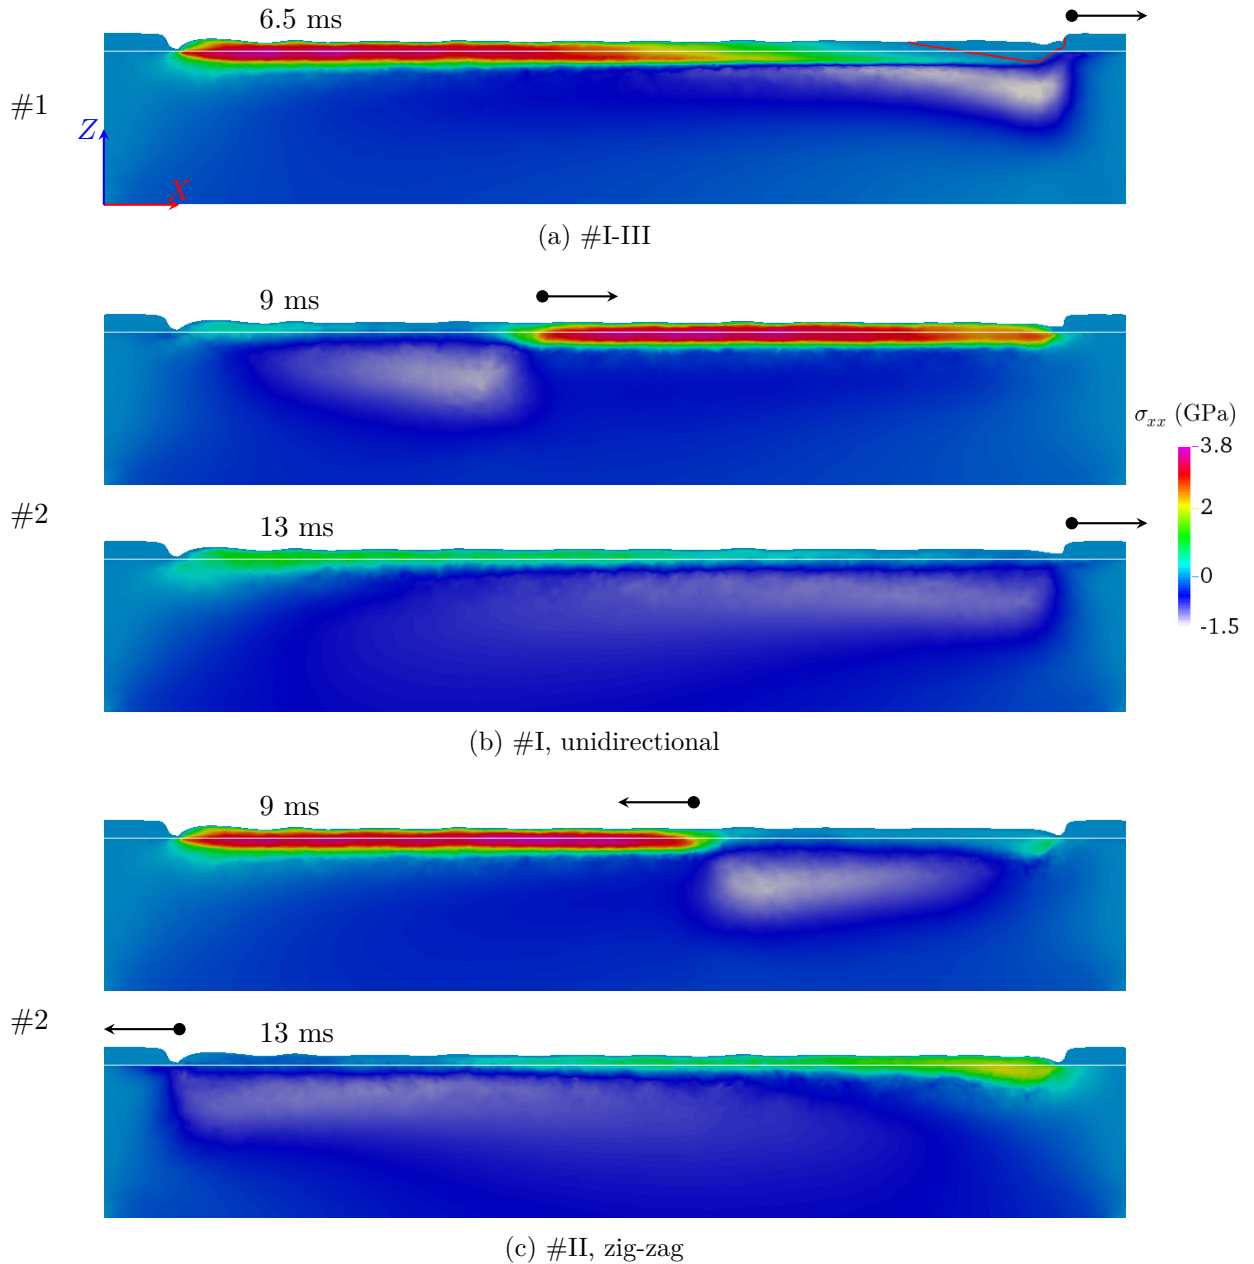 6.5 ms
#1
Z
X
(a) #I-III
9 ms
σxx (GPa)
3.8
2
0
-1.5
#2
13 ms
(b) #I, unidirectional
9 ms
#2
13 ms
(c) #II, zig-zag